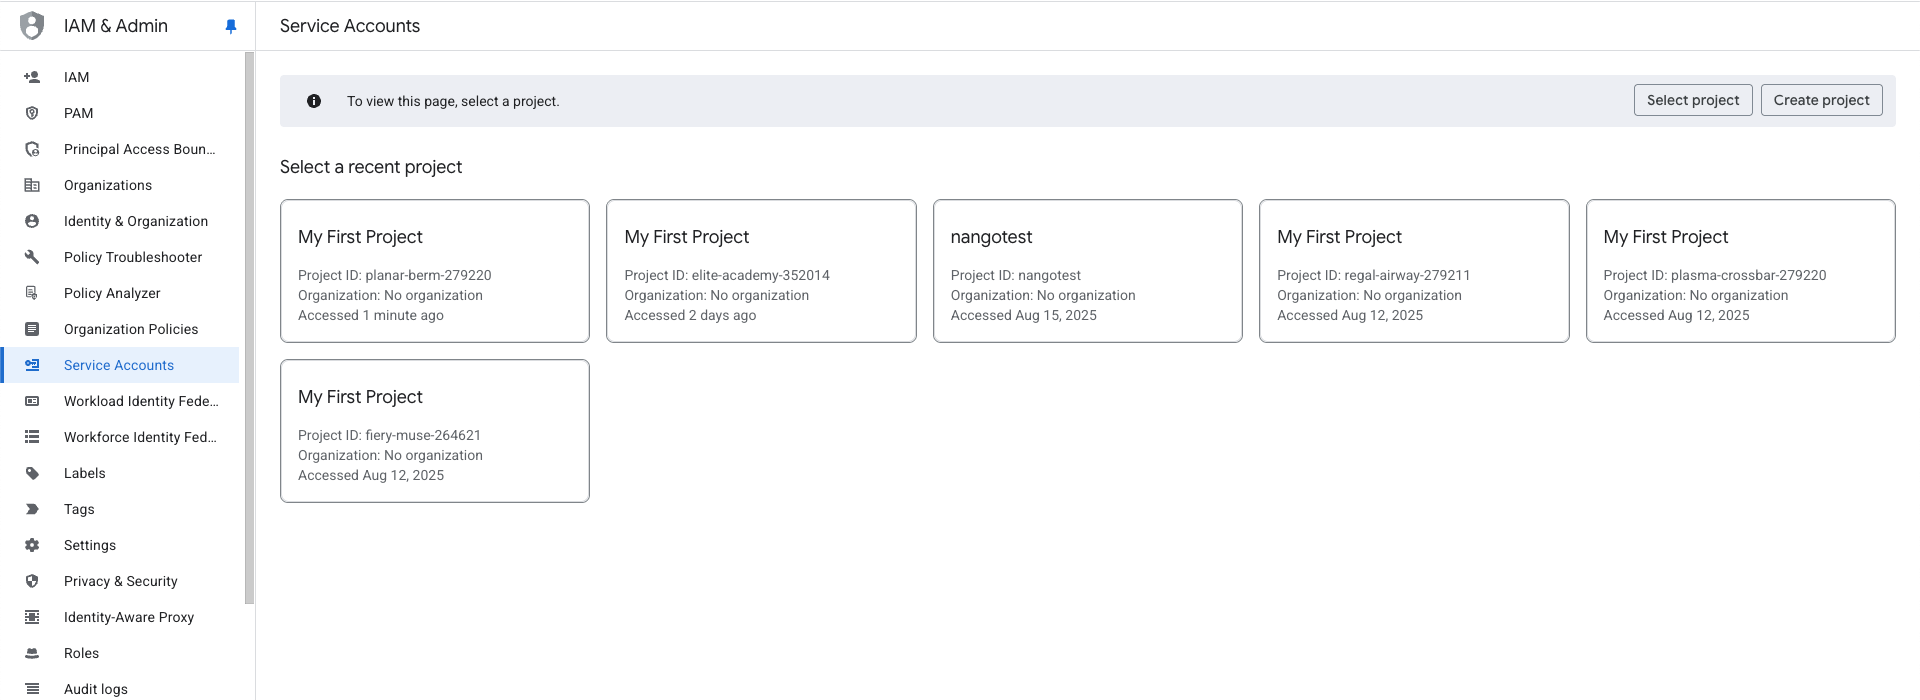 IAM & Admin
Service Accounts
IAM
PAM
Principal Access Boun...
Organizations
Identity & Organization
Policy Troubleshooter
Policy Analyzer
Organization Policies
Service Accounts
Workload Identity Fede...
Workforce Identity Fed...
Labels
Tags
Settings
Privacy & Security
Identity-Aware Proxy
Roles
Audit logs
To view this page, select a project.
Select project
Create project
Select a recent project
My First Project
Project ID: planar-berm-279220
Organization: No organization
Accessed 1 minute ago
My First Project
Project ID: elite-academy-352014
Organization: No organization
Accessed 2 days ago
nangotest
Project ID: nangotest
Organization: No organization
Accessed Aug 15, 2025
My First Project
Project ID: regal-airway-279211
Organization: No organization
Accessed Aug 12, 2025
My First Project
Project ID: plasma-crossbar-279220
Organization: No organization
Accessed Aug 12, 2025
My First Project
Project ID: fiery-muse-264621
Organization: No organization
Accessed Aug 12, 2025